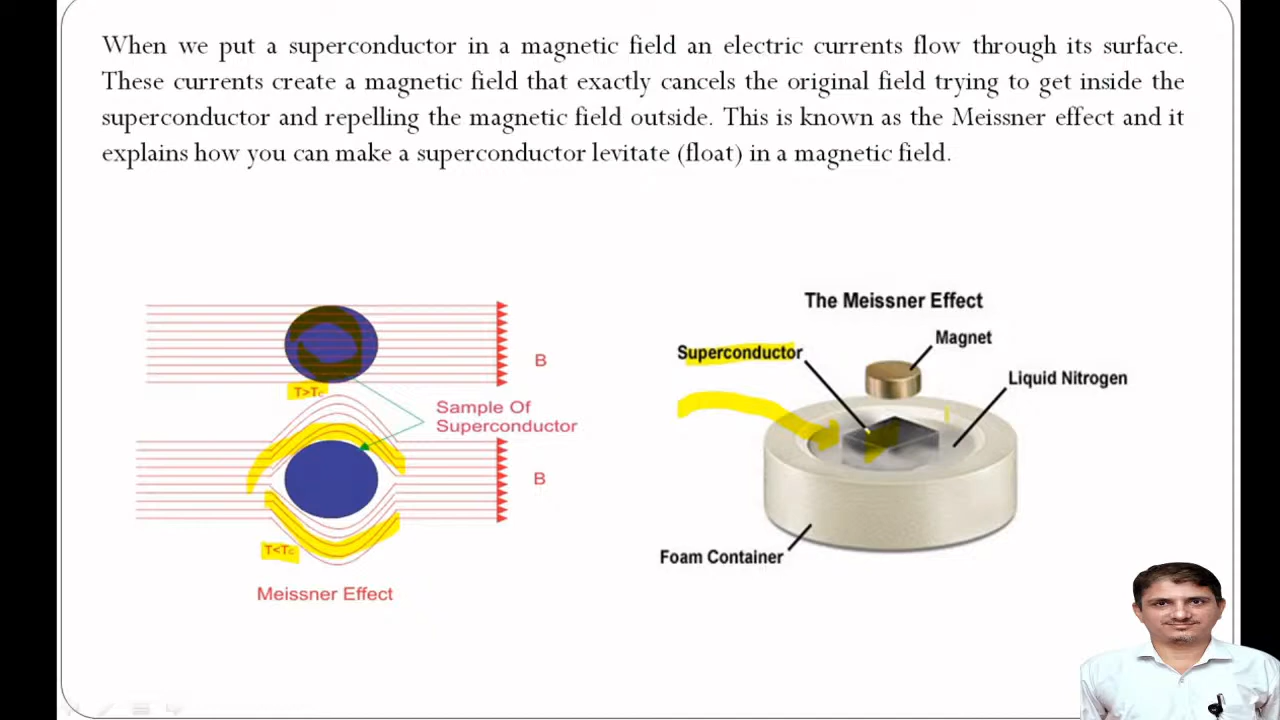 When we put a superconductor in a magnetic field an electric currents flow through its surface.
These currents create a magnetic field that exactly cancels the original field trying to get inside the
superconductor and repelling the magnetic field outside. This is known as the Meissner effect and it
explains how you can make a superconductor levitate (float) in a magnetic field.
B
T>Tc
Sample Of
Superconductor
B
T<Tc
Meissner Effect
The Meissner Effect
Magnet
Superconductor
Liquid Nitrogen
Foam Container